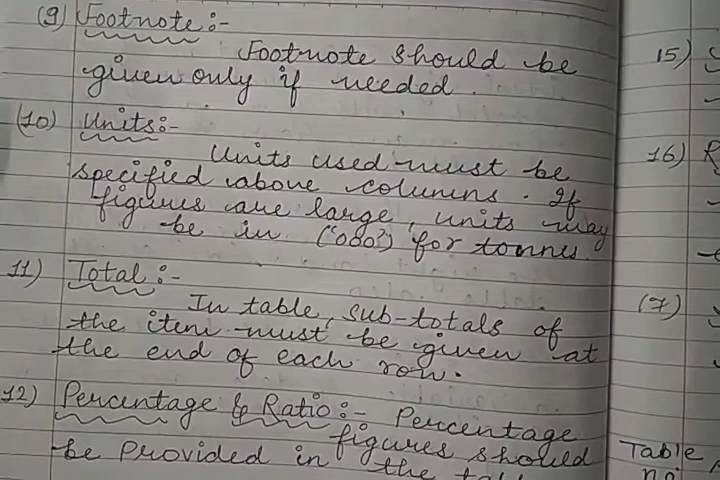 (9) Footnote:-
Footnote should be
given only if needed.
(10) Units:-
Units used must be
specified above columns. If
figures are large, units may
be in ('000') for tonnes.
11) Total:-
In table, sub-totals of
the item must be given at
the end of each row.
12) Percentage & Ratio:- Percentage
figures should
be provided in the
15)
16)
(7)
Table
no.